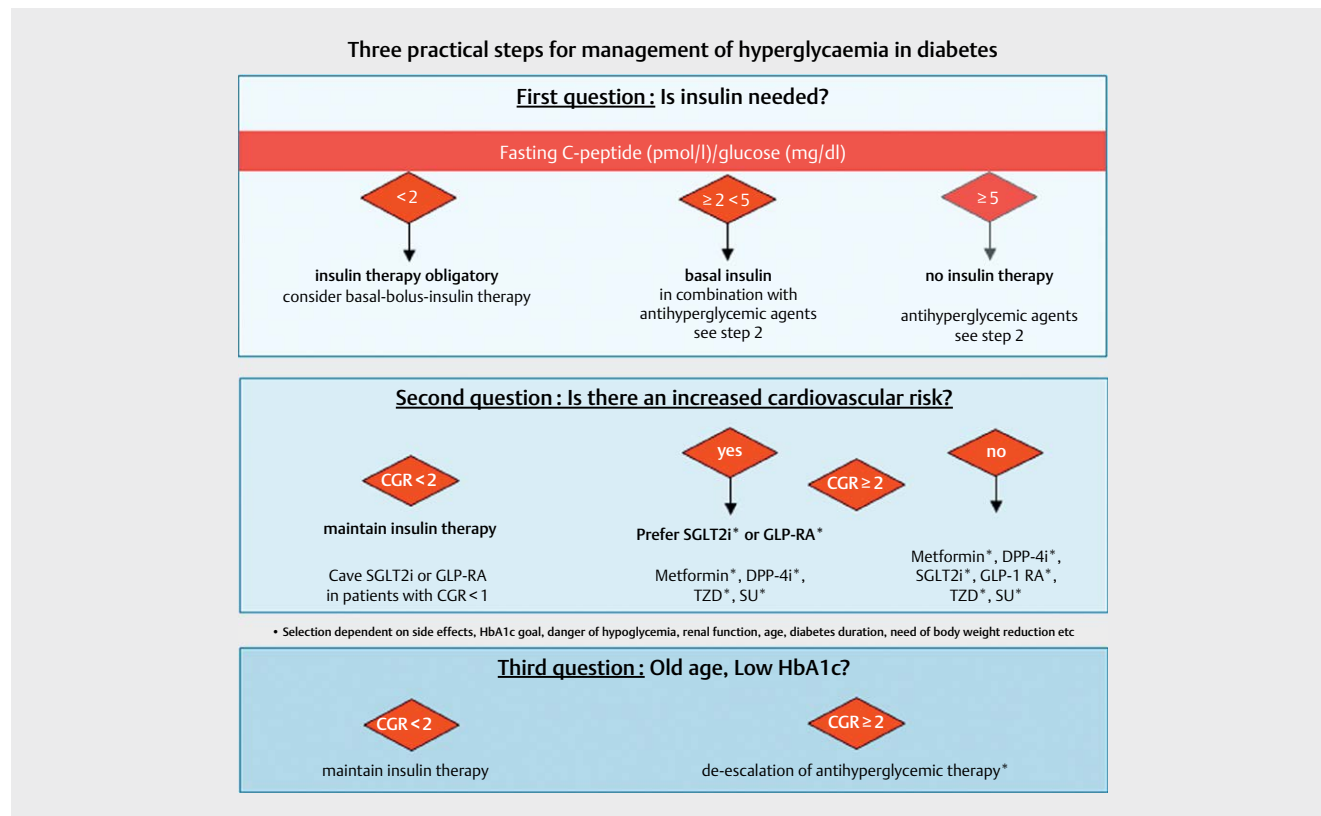 Three practical steps for management of hyperglycaemia in diabetes
First question : Is insulin needed?
Fasting C-peptide (pmol/l)/glucose (mg/dl)
< 2
≥ 2 < 5
≥ 5
insulin therapy obligatory
consider basal-bolus-insulin therapy
basal insulin
in combination with
antihyperglycemic agents
see step 2
no insulin therapy
antihyperglycemic agents
see step 2
Second question : Is there an increased cardiovascular risk?
CGR < 2
yes
CGR ≥ 2
no
maintain insulin therapy
Cave SGLT2i or GLP-RA
in patients with CGR < 1
Prefer SGLT2i* or GLP-RA*
Metformin*, DPP-4i*,
TZD*, SU*
Metformin*, DPP-4i*,
SGLT2i*, GLP-1 RA*,
TZD*, SU*
• Selection dependent on side effects, HbA1c goal, danger of hypoglycemia, renal function, age, diabetes duration, need of body weight reduction etc
Third question : Old age, Low HbA1c?
CGR < 2
CGR ≥ 2
maintain insulin therapy
de-escalation of antihyperglycemic therapy*